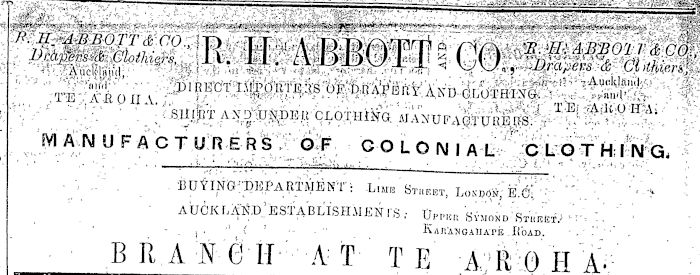 R. H. ABBOTT & CO.,
Drapers & Clothiers,
Auckland,
and
TE AROHA.
R. H. ABBOTT AND CO.,
R. H. ABBOTT & CO.,
Drapers & Clothiers,
Auckland,
and
TE AROHA.
DIRECT IMPORTERS OF DRAPERY AND CLOTHING.
SHIRT AND UNDER CLOTHING MANUFACTURERS.
MANUFACTURERS OF COLONIAL CLOTHING.
BUYING DEPARTMENT: LIME STREET, LONDON, E.C.
AUCKLAND ESTABLISHMENTS: UPPER SYMOND STREET.
KARANGAHAPE ROAD.
BRANCH AT TE AROHA.